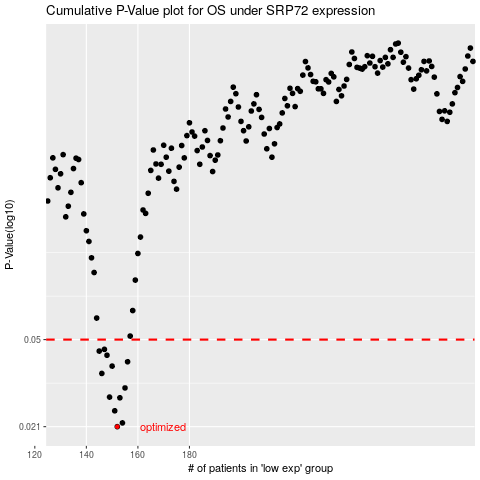 Cumulative P-Value plot for OS under SRP72 expression
P-Value(log10)
0.05
0.021
optimized
120 140 160 180
# of patients in 'low exp' group